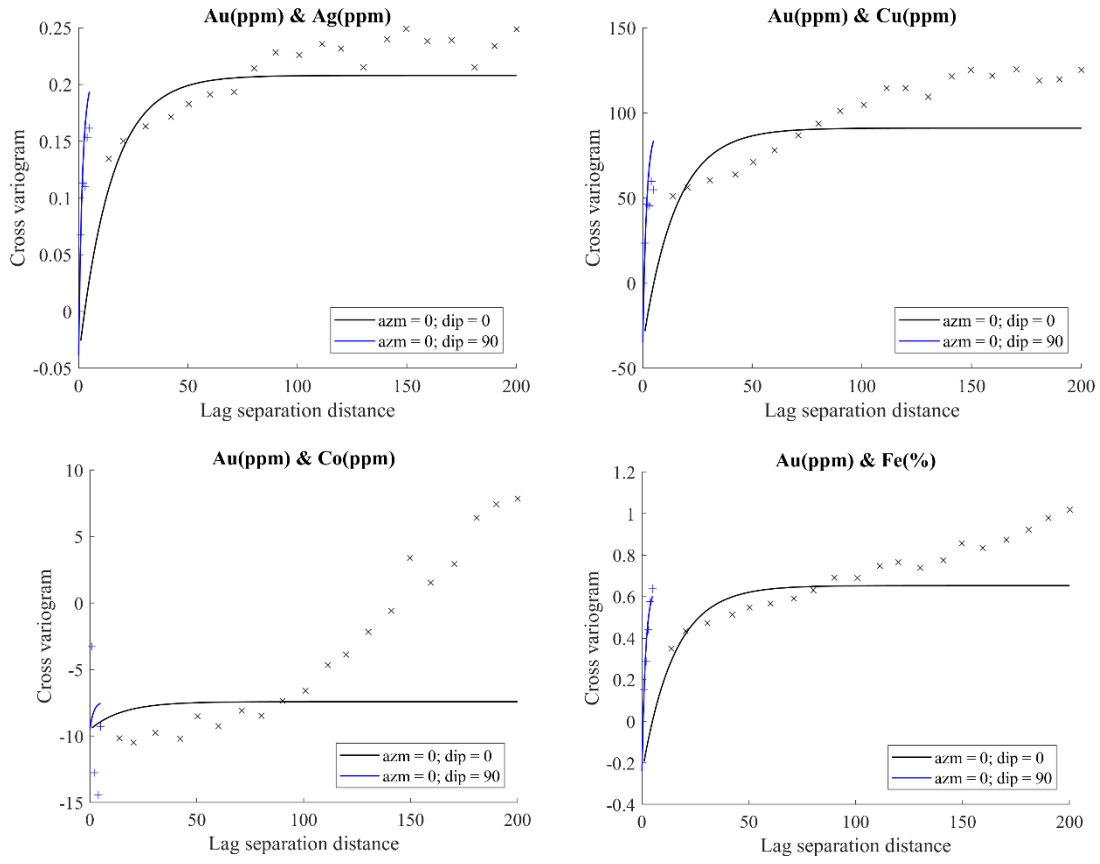 Au(ppm) & Ag(ppm)
0.25
0.2
0.15
0.1
0.05
0
-0.05
Cross variogram
azm = 0; dip = 0
azm = 0; dip = 90
0 50 100 150 200
Lag separation distance
Au(ppm) & Cu(ppm)
150
100
50
0
-50
Cross variogram
azm = 0; dip = 0
azm = 0; dip = 90
0 50 100 150 200
Lag separation distance
Au(ppm) & Co(ppm)
10
5
0
-5
-10
-15
Cross variogram
azm = 0; dip = 0
azm = 0; dip = 90
0 50 100 150 200
Lag separation distance
Au(ppm) & Fe(%)
1.2
1
0.8
0.6
0.4
0.2
0
-0.2
-0.4
Cross variogram
azm = 0; dip = 0
azm = 0; dip = 90
0 50 100 150 200
Lag separation distance